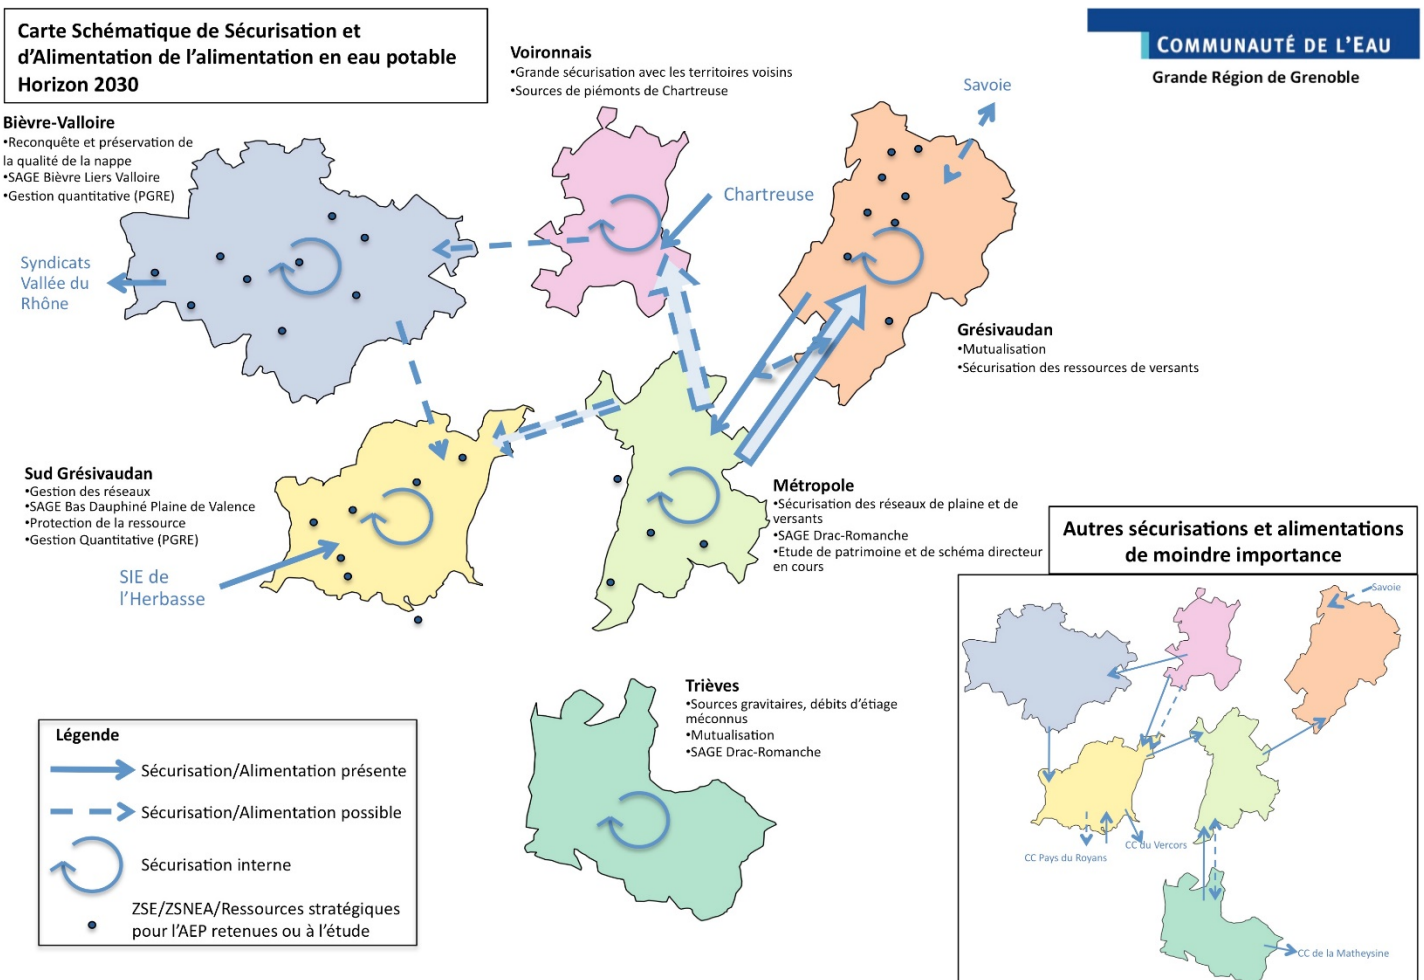 Carte Schématique de Sécurisation et
d'Alimentation de l'alimentation en eau potable
Horizon 2030
COMMUNAUTÉ DE L'EAU
Grande Région de Grenoble
Voironnais
•Grande sécurisation avec les territoires voisins
•Sources de piémonts de Chartreuse
Savoie
Bièvre-Valloire
•Reconquête et préservation de
la qualité de la nappe
•SAGE Bièvre Liers Valloire
•Gestion quantitative (PGRE)
Chartreuse
Syndicats
Vallée du
Rhône
Grésivaudan
•Mutualisation
•Sécurisation des ressources de versants
Sud Grésivaudan
•Gestion des réseaux
•SAGE Bas Dauphiné Plaine de Valence
•Protection de la ressource
•Gestion Quantitative (PGRE)
SIE de
l'Herbasse
Métropole
•Sécurisation des réseaux de plaine et de
versants
•SAGE Drac-Romanche
•Etude de patrimoine et de schéma directeur
en cours
Trièves
•Sources gravitaires, débits d'étiage
méconnus
•Mutualisation
•SAGE Drac-Romanche
Légende
Sécurisation/Alimentation présente
Sécurisation/Alimentation possible
Sécurisation interne
ZSE/ZSNEA/Ressources stratégiques
pour l'AEP retenues ou à l'étude
Autres sécurisations et alimentations
de moindre importance
Savoie
CC du Vercors
CC Pays du Royans
CC de la Matheysine